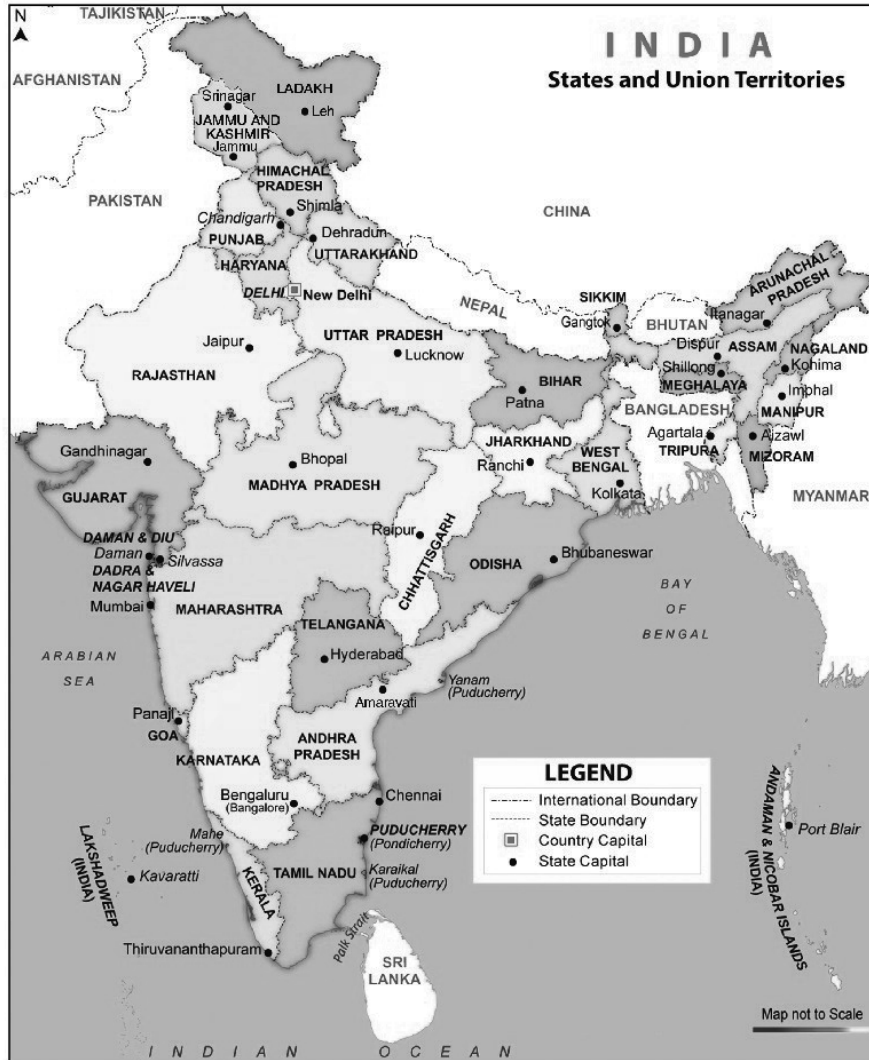 N
TAJIKISTAN
INDIA
States and Union Territories
AFGHANISTAN
LADAKH
Srinagar
Leh
JAMMU AND
KASHMIR
Jammu
HIMACHAL
PRADESH
PAKISTAN
Shimla
CHINA
Chandigarh
PUNJAB
Dehradun
UTTARAKHAND
HARYANA
DELHI
New Delhi
NEPAL
SIKKIM
ARUNACHAL
PRADESH
Gangtok
BHUTAN
Itanagar
Jaipur
UTTAR PRADESH
Lucknow
Dispur
ASSAM
NAGALAND
RAJASTHAN
Shillong
Kohima
BIHAR
MEGHALAYA
Patna
Imphal
BANGLADESH
MANIPUR
Gandhinagar
Bhopal
JHARKHAND
WEST
BENGAL
Agartala
Aizawl
Ranchi
TRIPURA
MIZORAM
MADHYA PRADESH
Kolkata
GUJARAT
MYANMAR
DAMAN & DIU
Daman
Silvassa
Raipur
DADRA &
NAGAR HAVELI
CHHATTISGARH
ODISHA
Bhubaneswar
Mumbai
MAHARASHTRA
BAY
OF
BENGAL
TELANGANA
ARABIAN
SEA
Hyderabad
Yanam
(Puducherry)
Amaravati
Panaji
GOA
ANDHRA
PRADESH
KARNATAKA
LEGEND
International Boundary
State Boundary
Country Capital
State Capital
Bengaluru
(Bangalore)
Chennai
ANDAMAN & NICOBAR ISLANDS
(INDIA)
Port Blair
Mahe
(Puducherry)
PUDUCHERRY
(Pondicherry)
LAKSHADWEEP
(INDIA)
Kavaratti
TAMIL NADU
Karaikal
(Puducherry)
KERALA
Palk Strait
Thiruvananthapuram
SRI
LANKA
Map not to Scale
INDIAN OCEAN